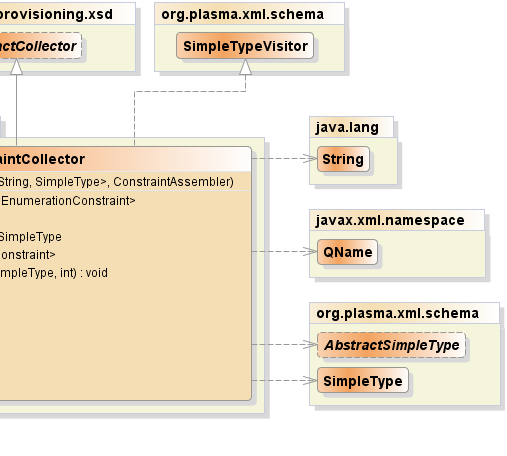 provisioning.xsd
org.plasma.xml.schema
actCollector
SimpleTypeVisitor
aintCollector
String, SimpleType>, ConstraintAssembler)
EnumerationConstraint>
SimpleType
onstraint>
mpleType, int) : void
java.lang
String
javax.xml.namespace
QName
org.plasma.xml.schema
AbstractSimpleType
SimpleType